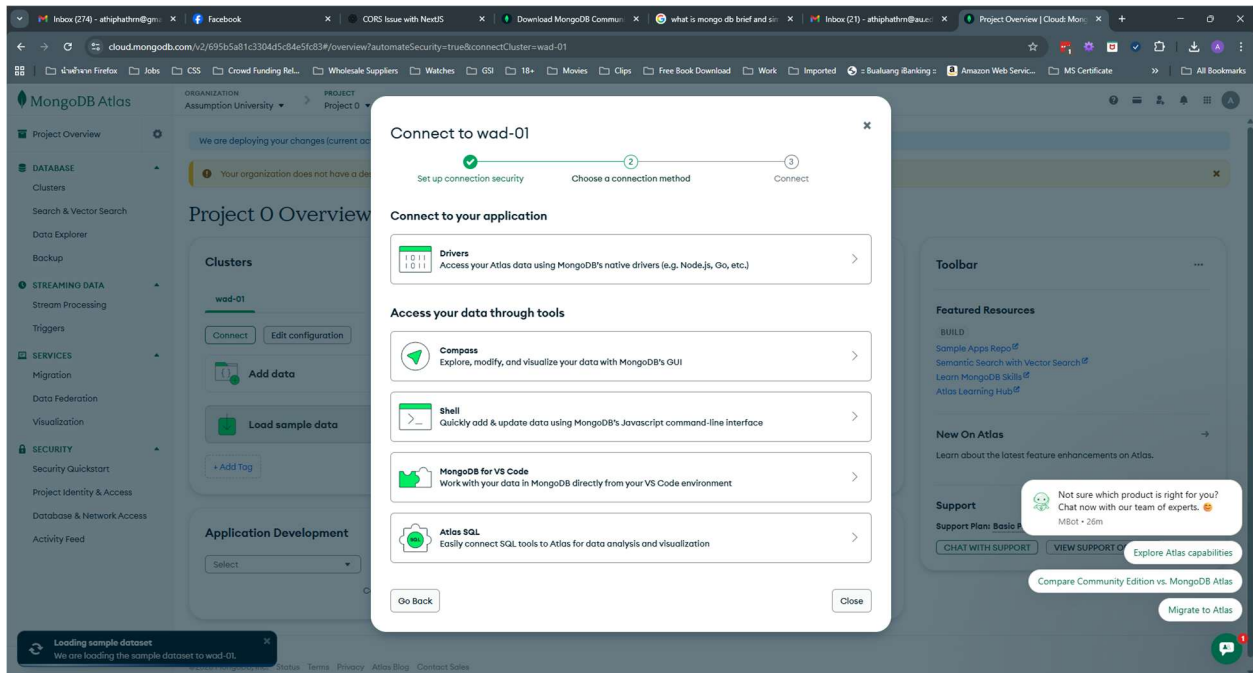 Inbox (274) - athiphathrn@gma
Facebook
CORS Issue with NextJS
Download MongoDB Commun
what is mongo db brief and sim
Inbox (21) - athiphathrn@au.ed
Project Overview | Cloud: Mong
cloud.mongodb.com/v2/695b5a81c3304d5c84e5fc83#/overview?automateSecurity=true&connectCluster=wad-01
นำเข้าจาก Firefox
Jobs
CSS
Crowd Funding Rel...
Wholesale Suppliers
Watches
GSI
18+
Movies
Clips
Free Book Download
Work
Imported
:: Bualuang iBanking ::
Amazon Web Servic...
MS Certificate
All Bookmarks
MongoDB Atlas
ORGANIZATION
Assumption University
PROJECT
Project 0
Project Overview
DATABASE
Clusters
Search & Vector Search
Data Explorer
Backup
STREAMING DATA
Stream Processing
Triggers
SERVICES
Migration
Data Federation
Visualization
SECURITY
Security Quickstart
Project Identity & Access
Database & Network Access
Activity Feed
We are deploying your changes (current ac
Your organization does not have a de
Project 0 Overview
Clusters
wad-01
Connect
Edit configuration
Add data
Load sample data
+ Add Tag
Application Development
Select
Connect to wad-01
2
3
Set up connection security
Choose a connection method
Connect
Connect to your application
Drivers
Access your Atlas data using MongoDB's native drivers (e.g. Node.js, Go, etc.)
Access your data through tools
Compass
Explore, modify, and visualize your data with MongoDB's GUI
Shell
Quickly add & update data using MongoDB's Javascript command-line interface
MongoDB for VS Code
Work with your data in MongoDB directly from your VS Code environment
SQL
Atlas SQL
Easily connect SQL tools to Atlas for data analysis and visualization
Go Back
Close
Toolbar
Featured Resources
BUILD
Sample Apps Repo
Semantic Search with Vector Search
Learn MongoDB Skills
Atlas Learning Hub
New On Atlas
Learn about the latest feature enhancements on Atlas.
Support
Support Plan: Basic P
CHAT WITH SUPPORT
VIEW SUPPORT O
Not sure which product is right for you?
Chat now with our team of experts.
MBot • 26m
Explore Atlas capabilities
Compare Community Edition vs. MongoDB Atlas
Migrate to Atlas
1
Loading sample dataset
We are loading the sample dataset to wad-01.
Status Terms Privacy Atlas Blog Contact Sales